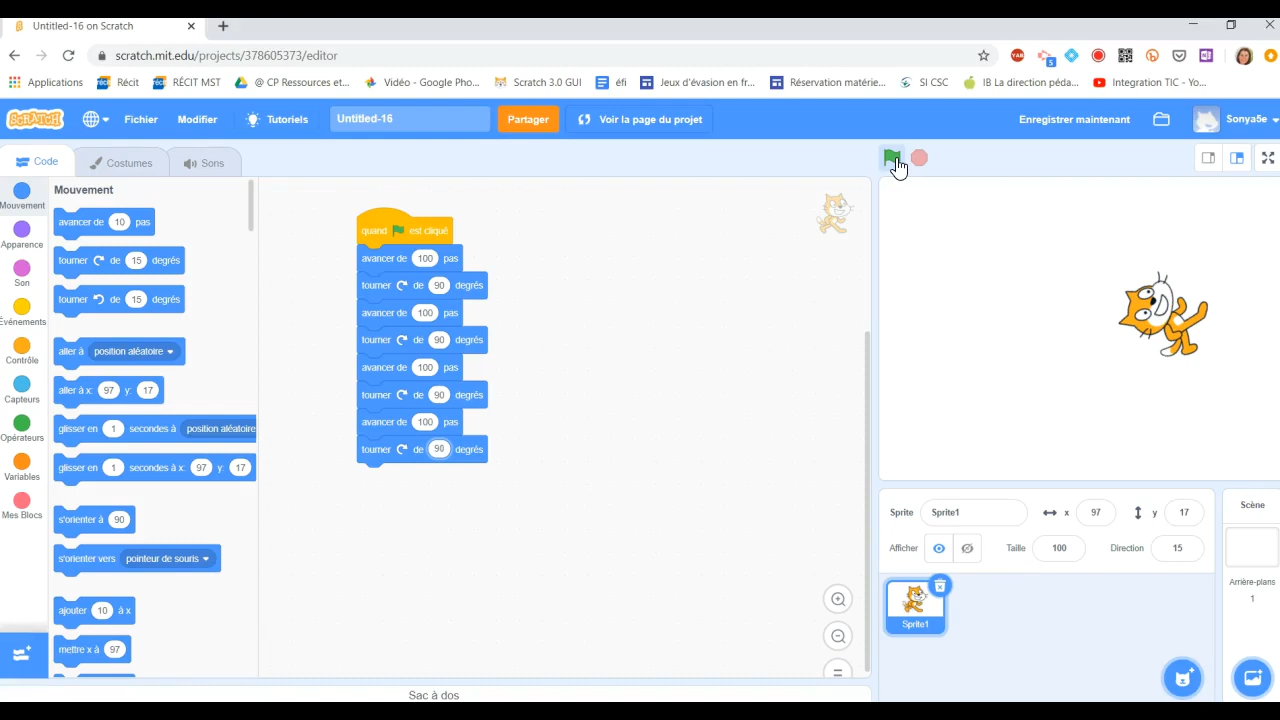 Untitled-16 on Scratch
scratch.mit.edu/projects/378605373/editor
YAR
5
Applications Récit RÉCIT MST @ CP Ressources et... Vidéo - Google Pho... Scratch 3.0 GUI éfi Jeux d'évasion en fr... Réservation matérie... SI CSC IB La direction péda... Integration TIC - Yo...
SCRATCH Fichier Modifier Tutoriels Untitled-16 Partager Voir la page du projet Enregistrer maintenant Sonya5e
Code Costumes Sons
Mouvement
Apparence
Son
Événements
Contrôle
Capteurs
Opérateurs
Variables
Mes Blocs
Mouvement
avancer de 10 pas
tourner de 15 degrés
tourner de 15 degrés
aller à position aléatoire
aller à x: 97 y: 17
glisser en 1 secondes à position aléatoire
glisser en 1 secondes à x: 97 y: 17
s'orienter à 90
s'orienter vers pointeur de souris
ajouter 10 à x
mettre x à 97
quand est cliqué
avancer de 100 pas
tourner de 90 degrés
avancer de 100 pas
tourner de 90 degrés
avancer de 100 pas
tourner de 90 degrés
avancer de 100 pas
tourner de 90 degrés
Sprite Sprite1 x 97 y 17
Afficher Taille 100 Direction 15
Sprite1
Scène
Arrière-plans
1
Sac à dos